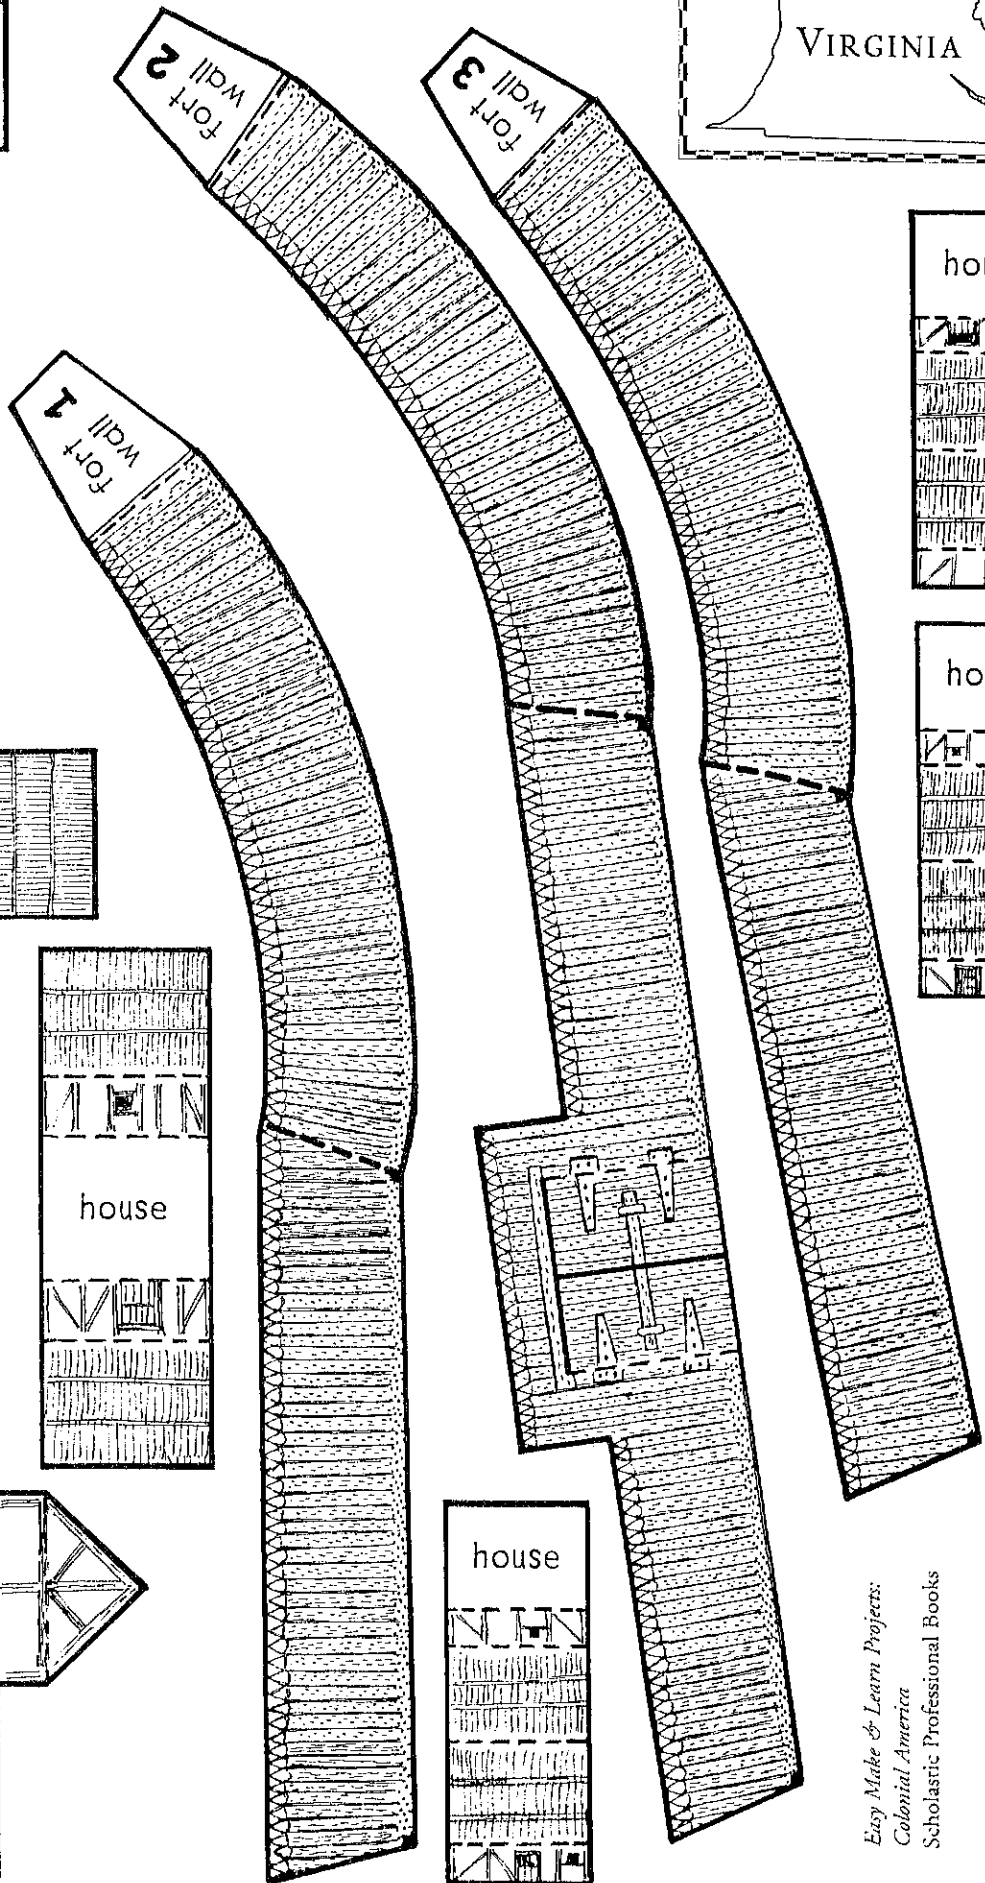 VIRGINIA
2
fort
wall
3
fort
wall
1
fort
wall
house
house
Easy Make & Learn Projects:
Colonial America
Scholastic Professional Books